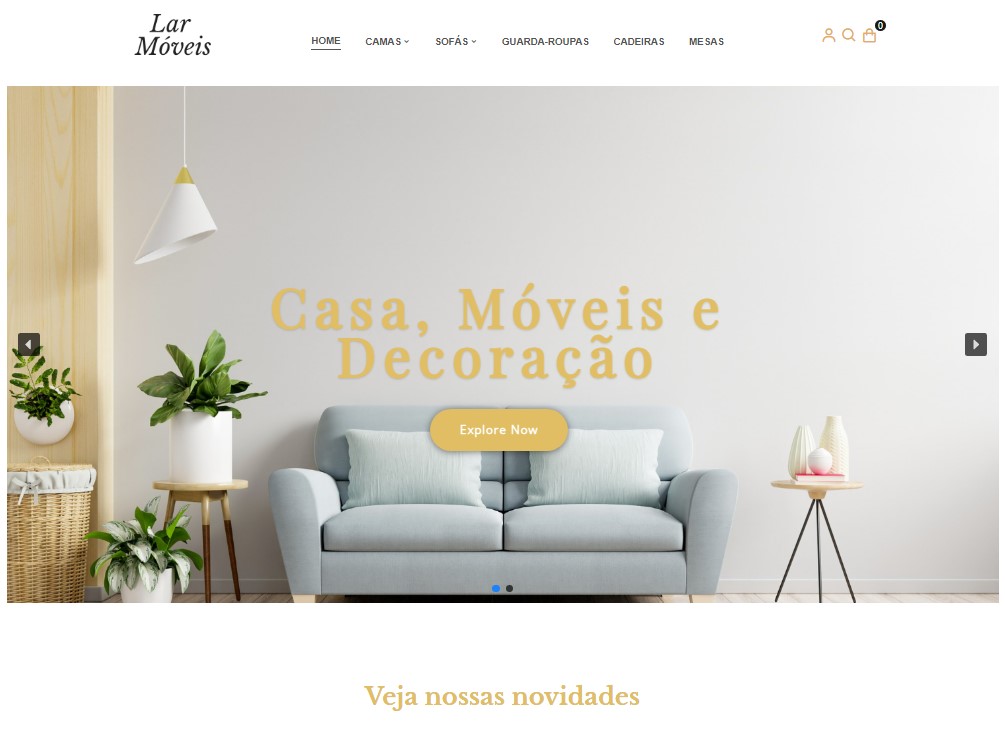 Lar
Móveis
HOME CAMAS SOFÁS GUARDA-ROUPAS CADEIRAS MESAS
0
Casa, Móveis e
Decoração
Explore Now
Veja nossas novidades